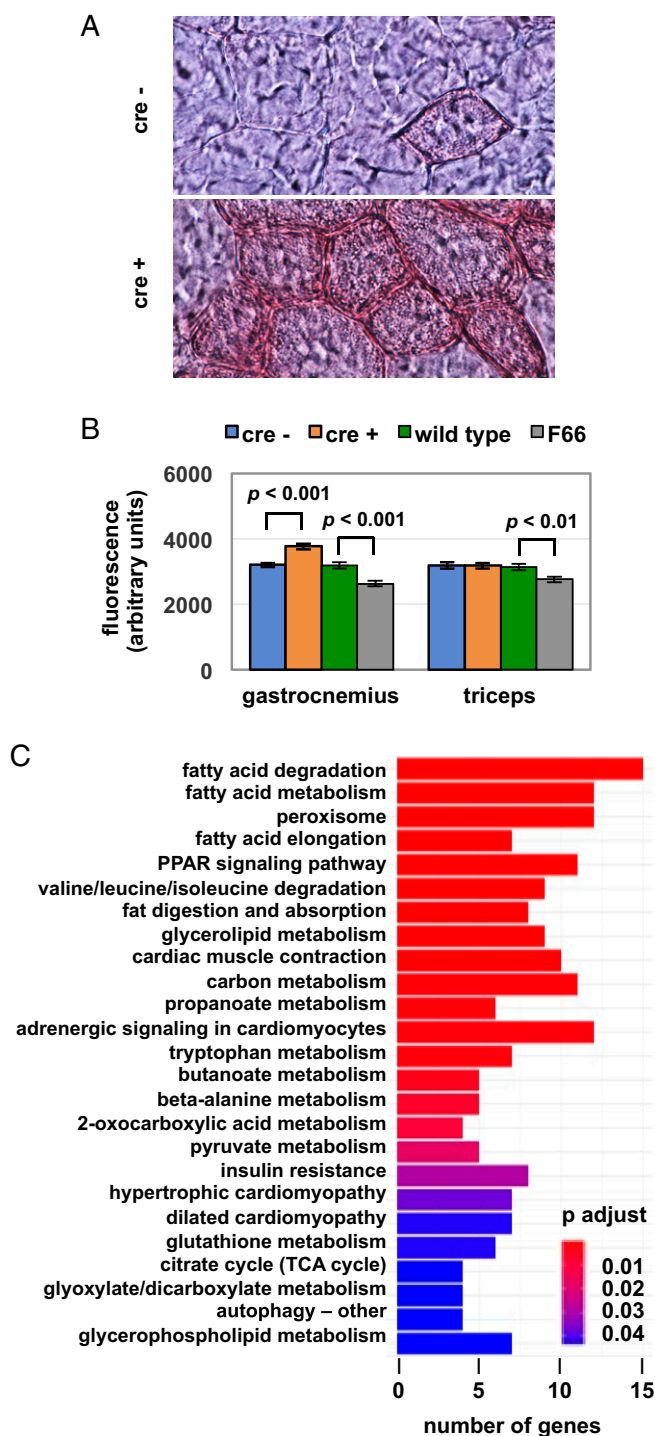 A
cre -
cre +
B
cre - cre + wild type F66
fluorescence
(arbitrary units)
6000
4000
2000
0
p < 0.001
p < 0.001
p < 0.01
gastrocnemius triceps
C
fatty acid degradation
fatty acid metabolism
peroxisome
fatty acid elongation
PPAR signaling pathway
valine/leucine/isoleucine degradation
fat digestion and absorption
glycerolipid metabolism
cardiac muscle contraction
carbon metabolism
propanoate metabolism
adrenergic signaling in cardiomyocytes
tryptophan metabolism
butanoate metabolism
beta-alanine metabolism
2-oxocarboxylic acid metabolism
pyruvate metabolism
insulin resistance
hypertrophic cardiomyopathy
dilated cardiomyopathy
glutathione metabolism
citrate cycle (TCA cycle)
glyoxylate/dicarboxylate metabolism
autophagy – other
glycerophospholipid metabolism
p adjust
0.01
0.02
0.03
0.04
0 5 10 15
number of genes